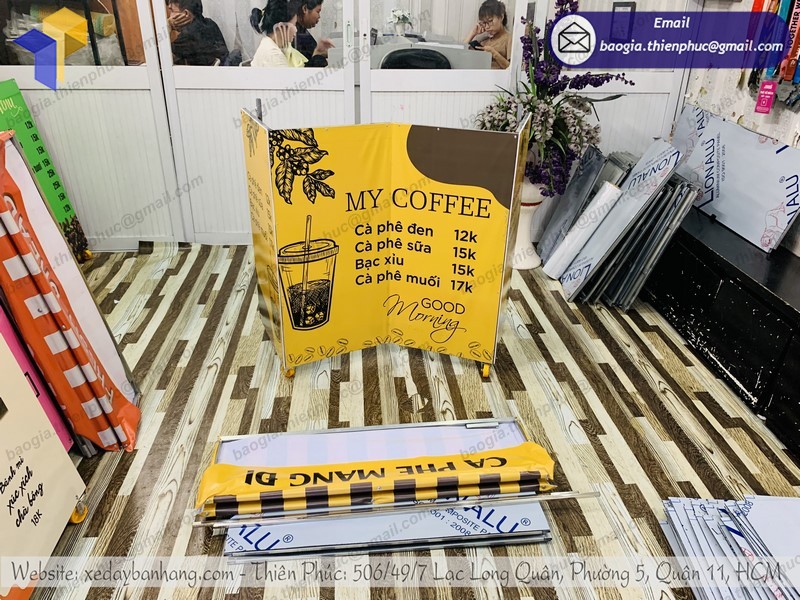 Email
baogia.thienphuc@gmail.com
MY COFFEE
Cà phê đen 12k
Cà phê sữa 15k
Bạc xỉu 15k
Cà phê muối 17k
GOOD
Morning
LIONALU
LIONALU
CÀ PHÊ MANG ĐI
Bánh mì
xúc xích
chà bông
18K
Website: xedaybanhang.com - Thiên Phúc: 506/49/7 Lạc Long Quân, Phường 5, Quận 11, HCM